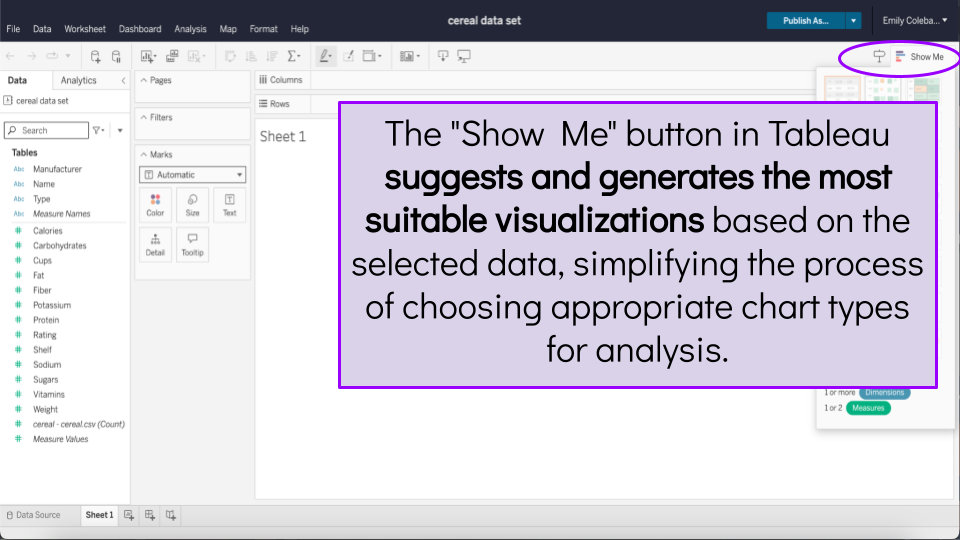 cereal data set
Publish As...
Emily Coleba...
File Data Worksheet Dashboard Analysis Map Format Help
Show Me
Data Analytics
cereal data set
Search
Tables
Abc Manufacturer
Abc Name
Abc Type
Abc Measure Names
# Calories
# Carbohydrates
# Cups
# Fat
# Fiber
# Potassium
# Protein
# Rating
# Shelf
# Sodium
# Sugars
# Vitamins
# Weight
# cereal - cereal.csv (Count)
# Measure Values
Pages
Filters
Marks
Automatic
Color Size Text
Detail Tooltip
Columns
Rows
Sheet 1
The "Show Me" button in Tableau
suggests and generates the most
suitable visualizations based on the
selected data, simplifying the process
of choosing appropriate chart types
for analysis.
1 or more Dimensions
1 or 2 Measures
Data Source Sheet 1